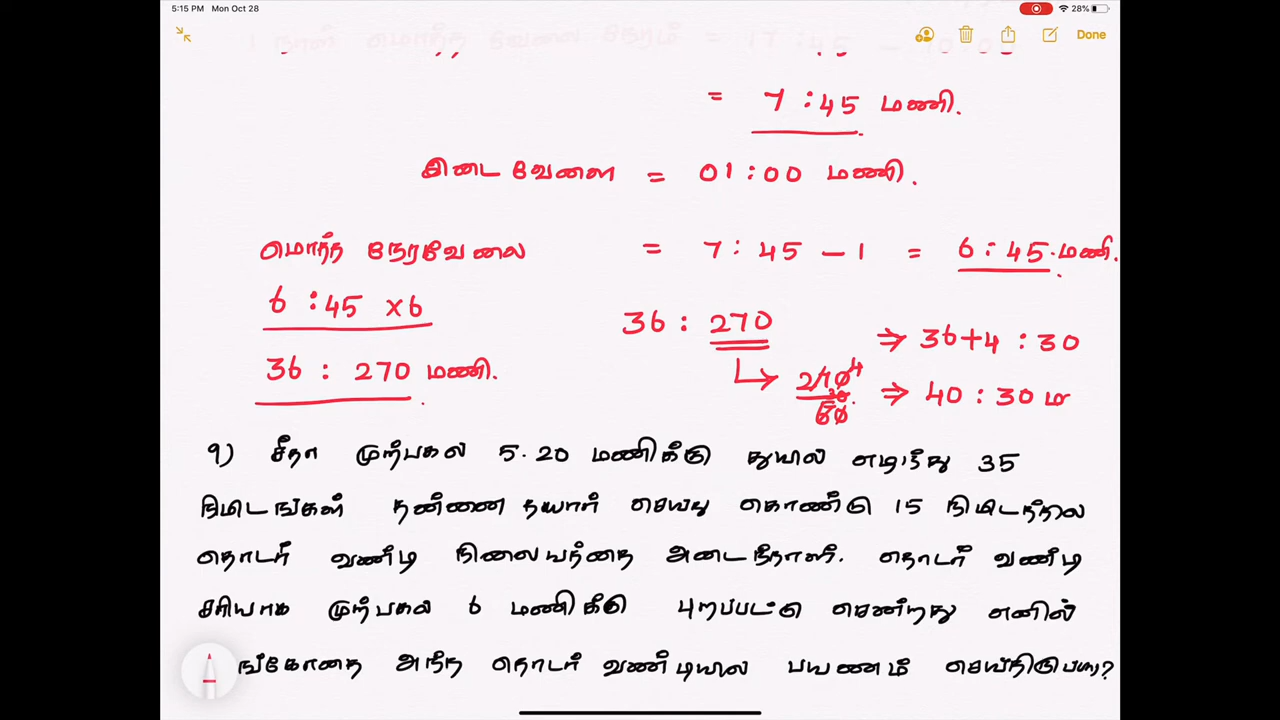 5:15 PM Mon Oct 28
28%
Done
= 7 : 45 மணி.
இடைவேளை = 01 : 00 மணி.
மொத்த நேரவேலை = 7 : 45 – 1 = 6 : 45 மணி.
6 : 45 x6 36 : 270 ⇒ 36+4 : 30
36 : 270 மணி. ⇒ 40 : 30 ம
9) சீதா முற்பகல் 5.20 மணிக்கு துயில் எழுந்து 35
நிமிடங்கள் தன்னை தயார் செய்து கொண்டு 15 நிமிடத்தில்
தொடர் வண்டி நிலையத்தை அடைந்தாள். தொடர் வண்டி
சரியாக முற்பகல் 6 மணிக்கு புறப்பட்டு சென்றது எனில்
ங்கோதை அந்த தொடர் வண்டியில் பயணம் செய்திருப்பாரா?